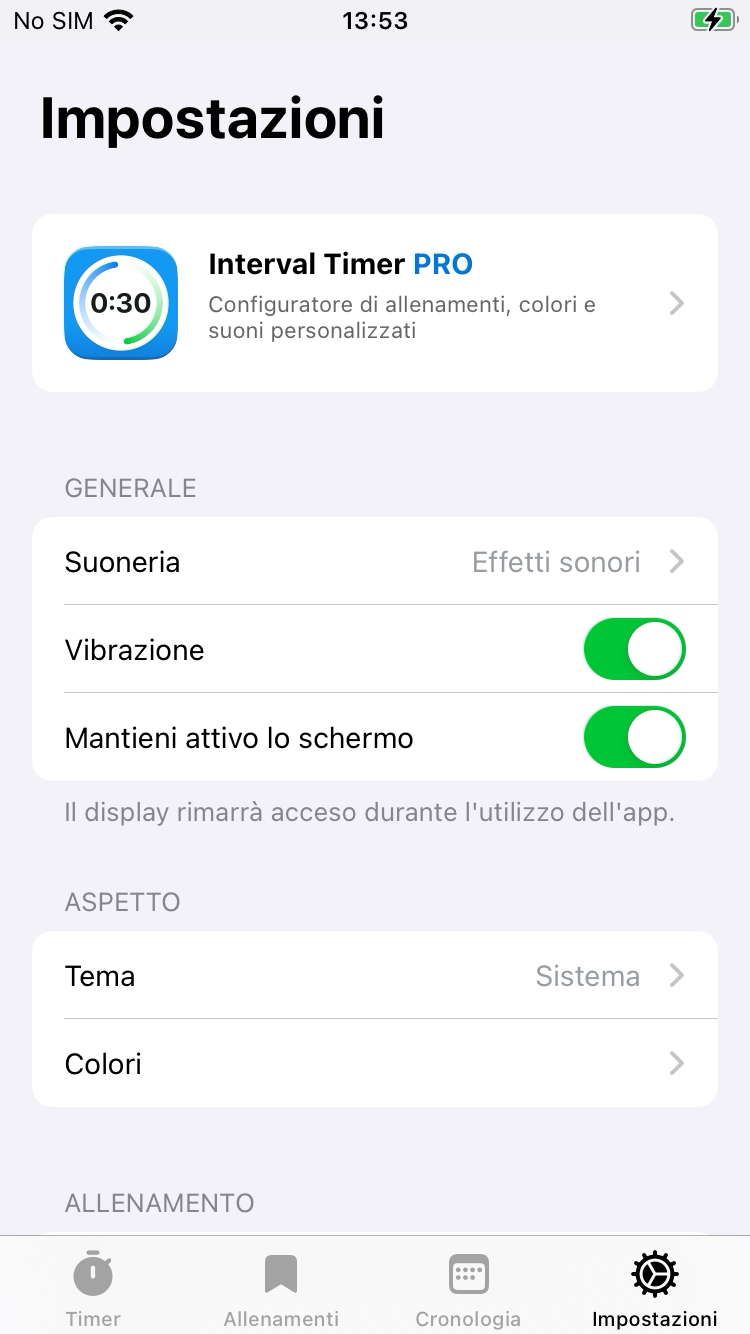 No SIM 13:53
Impostazioni
0:30
Interval Timer PRO
Configuratore di allenamenti, colori e
suoni personalizzati
GENERALE
Suoneria Effetti sonori
Vibrazione
Mantieni attivo lo schermo
Il display rimarrà acceso durante l'utilizzo dell'app.
ASPETTO
Tema Sistema
Colori
ALLENAMENTO
Timer Allenamenti Cronologia Impostazioni